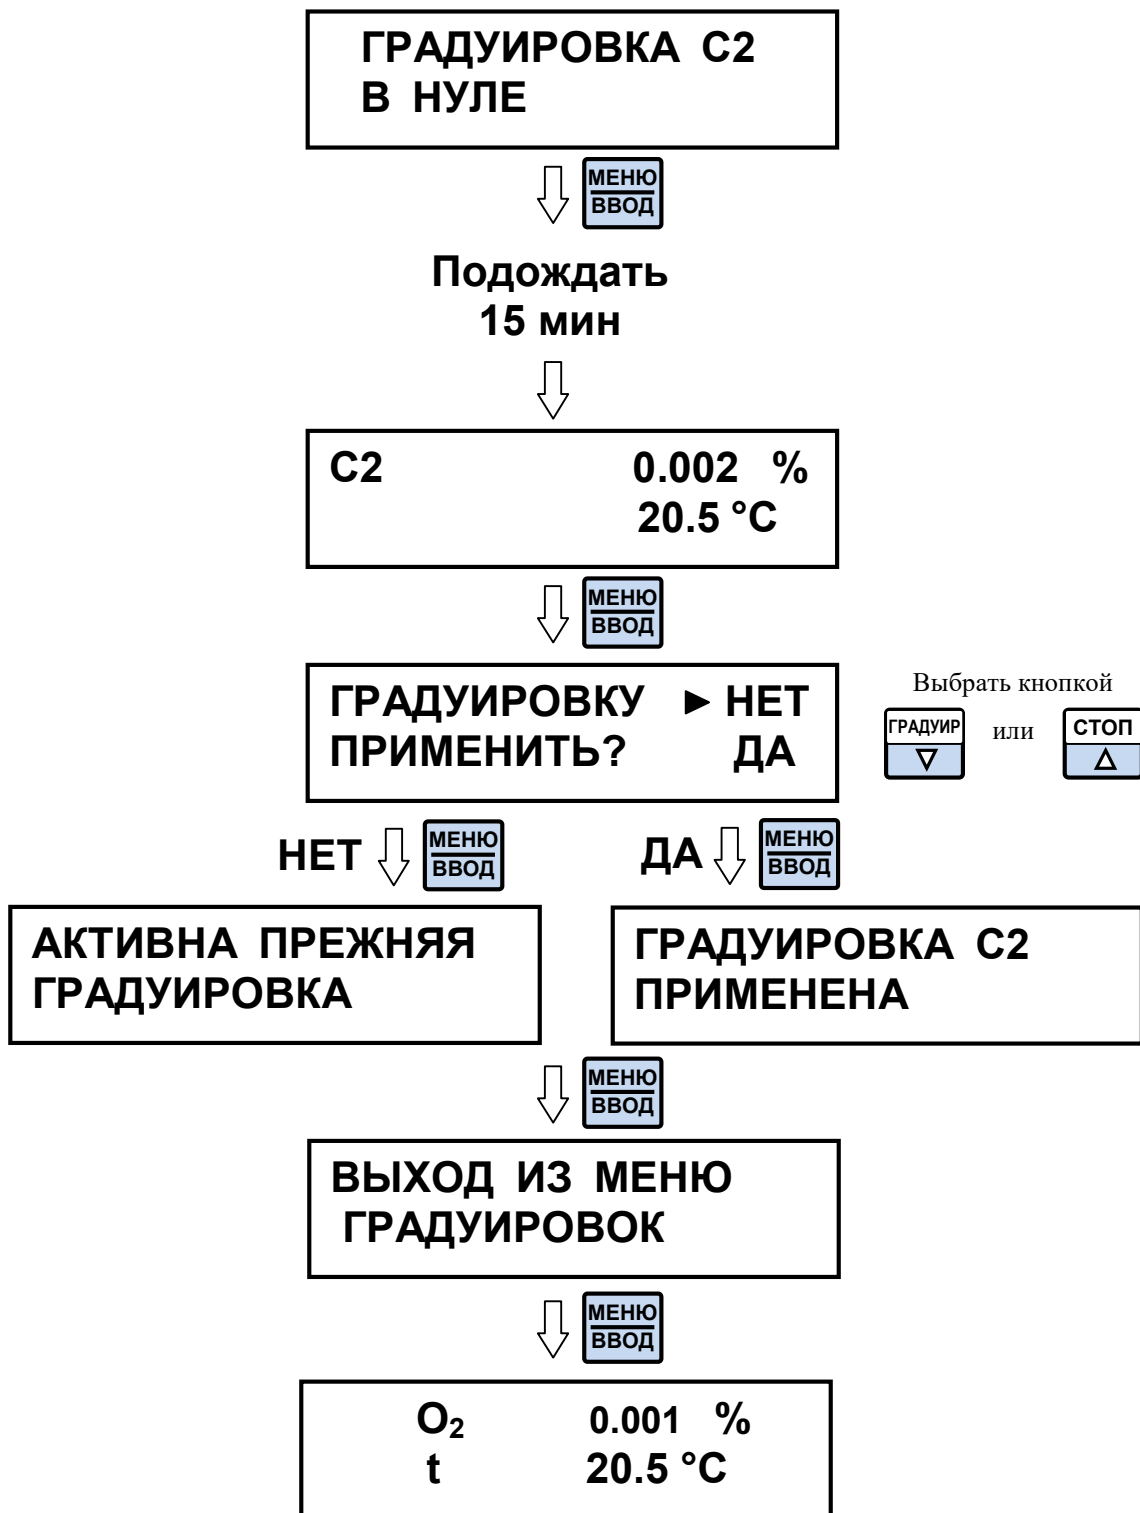 ГРАДУИРОВКА С2
В НУЛЕ
МЕНЮ
ВВОД
Подождать
15 мин
С2 0.002 %
20.5 °С
МЕНЮ
ВВОД
ГРАДУИРОВКУ ► НЕТ
ПРИМЕНИТЬ? ДА
Выбрать кнопкой
ГРАДУИР
▽
или
СТОП
△
НЕТ
МЕНЮ
ВВОД
ДА
МЕНЮ
ВВОД
АКТИВНА ПРЕЖНЯЯ
ГРАДУИРОВКА
ГРАДУИРОВКА С2
ПРИМЕНЕНА
МЕНЮ
ВВОД
ВЫХОД ИЗ МЕНЮ
ГРАДУИРОВОК
МЕНЮ
ВВОД
O₂ 0.001 %
t 20.5 °С